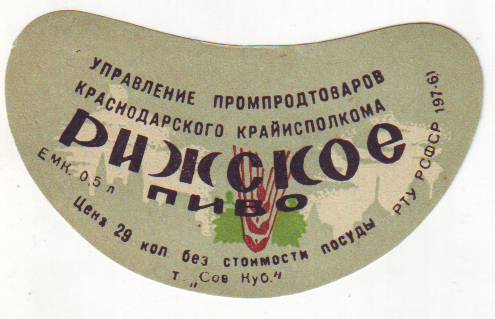 УПРАВЛЕНИЕ ПРОМПРОДТОВАРОВ
КРАСНОДАРСКОГО КРАЙИСПОЛКОМА
РИЖСКОЕ
ПИВО
Емк. 0,5 л
РТУ РСФСР 197-61
Цена 29 коп без стоимости посуды
т. „Сов Куб."